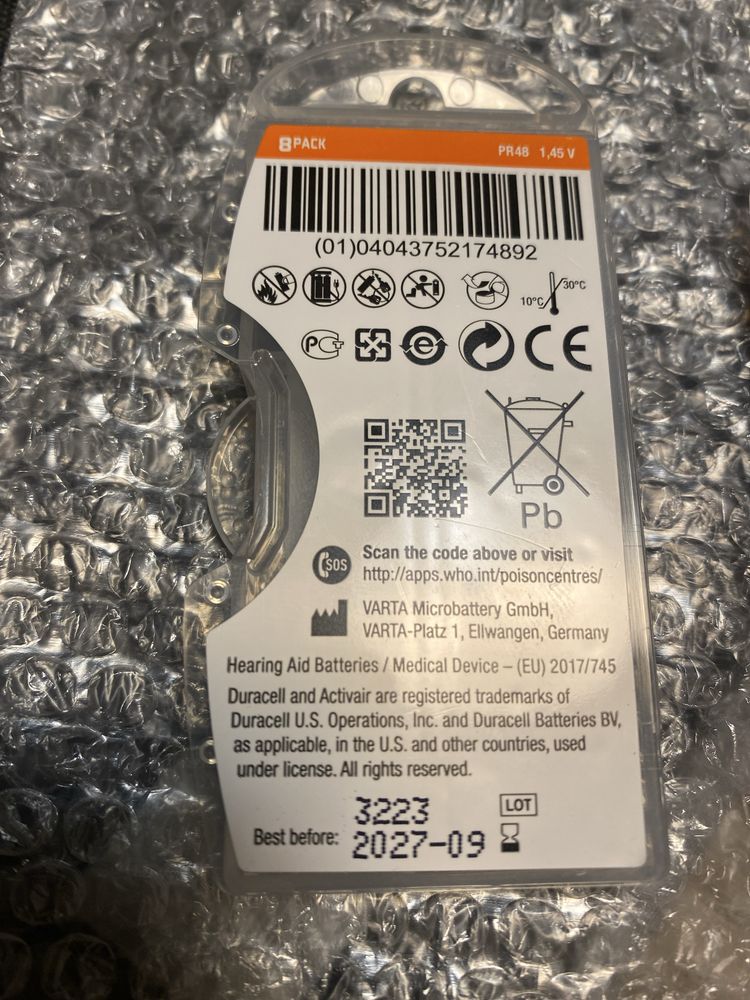 8 PACK PR48 1,45 V
(01)04043752174892
10°C 30°C
PCT e CE
Pb
SOS Scan the code above or visit
http://apps.who.int/poisoncentres/
VARTA Microbattery GmbH,
VARTA-Platz 1, Ellwangen, Germany
Hearing Aid Batteries / Medical Device – (EU) 2017/745
Duracell and Activair are registered trademarks of
Duracell U.S. Operations, Inc. and Duracell Batteries BV,
as applicable, in the U.S. and other countries, used
under license. All rights reserved.
3223 LOT
Best before: 2027-09